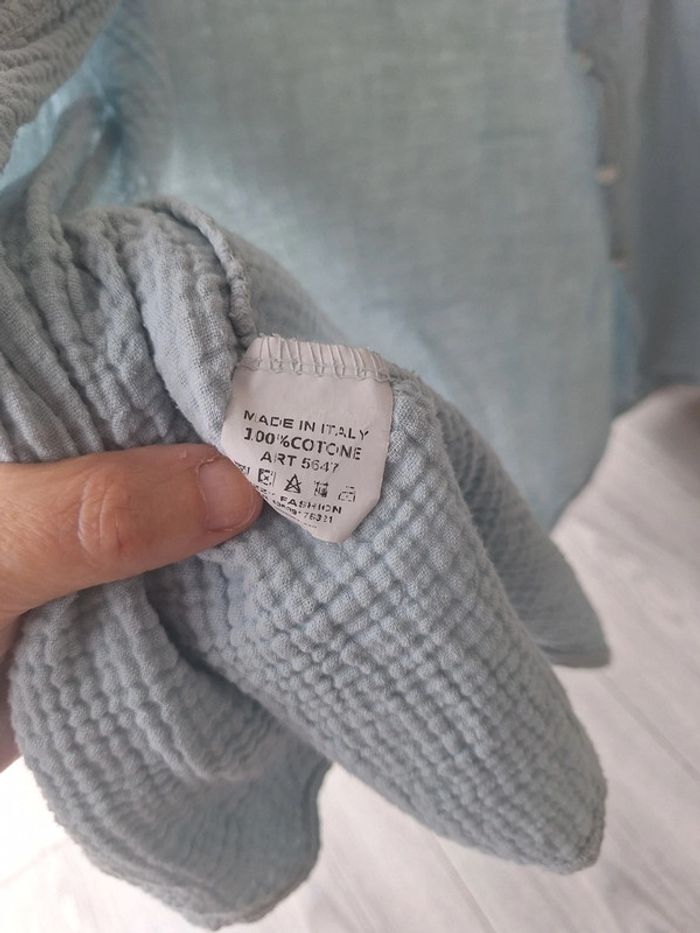 MADE IN ITALY
100%COTONE
ART 5647
FASHION